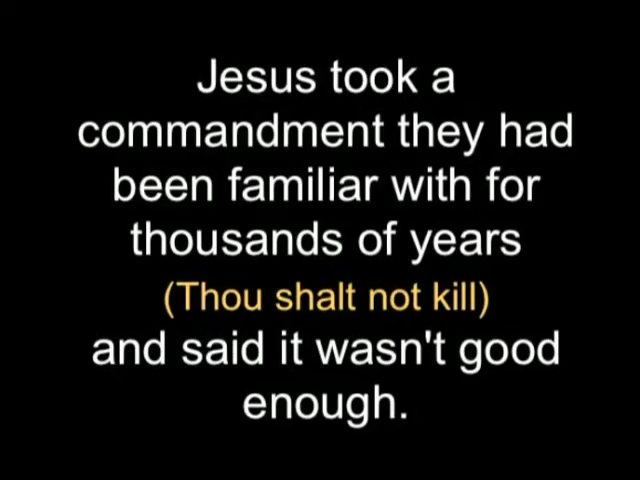 Jesus took a
commandment they had
been familiar with for
thousands of years
(Thou shalt not kill)
and said it wasn't good
enough.